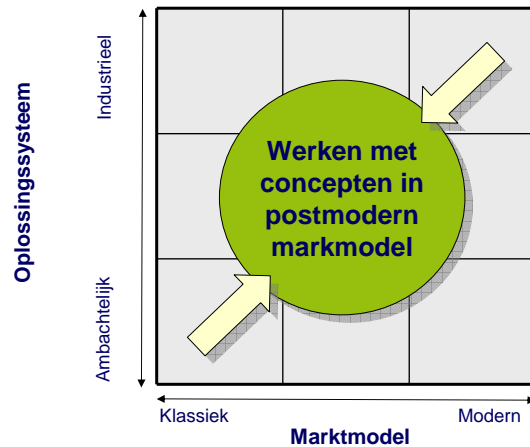 Oplossingssysteem
Industrieel
Ambachtelijk
Werken met
concepten in
postmodern
markmodel
Klassiek
Modern
Marktmodel